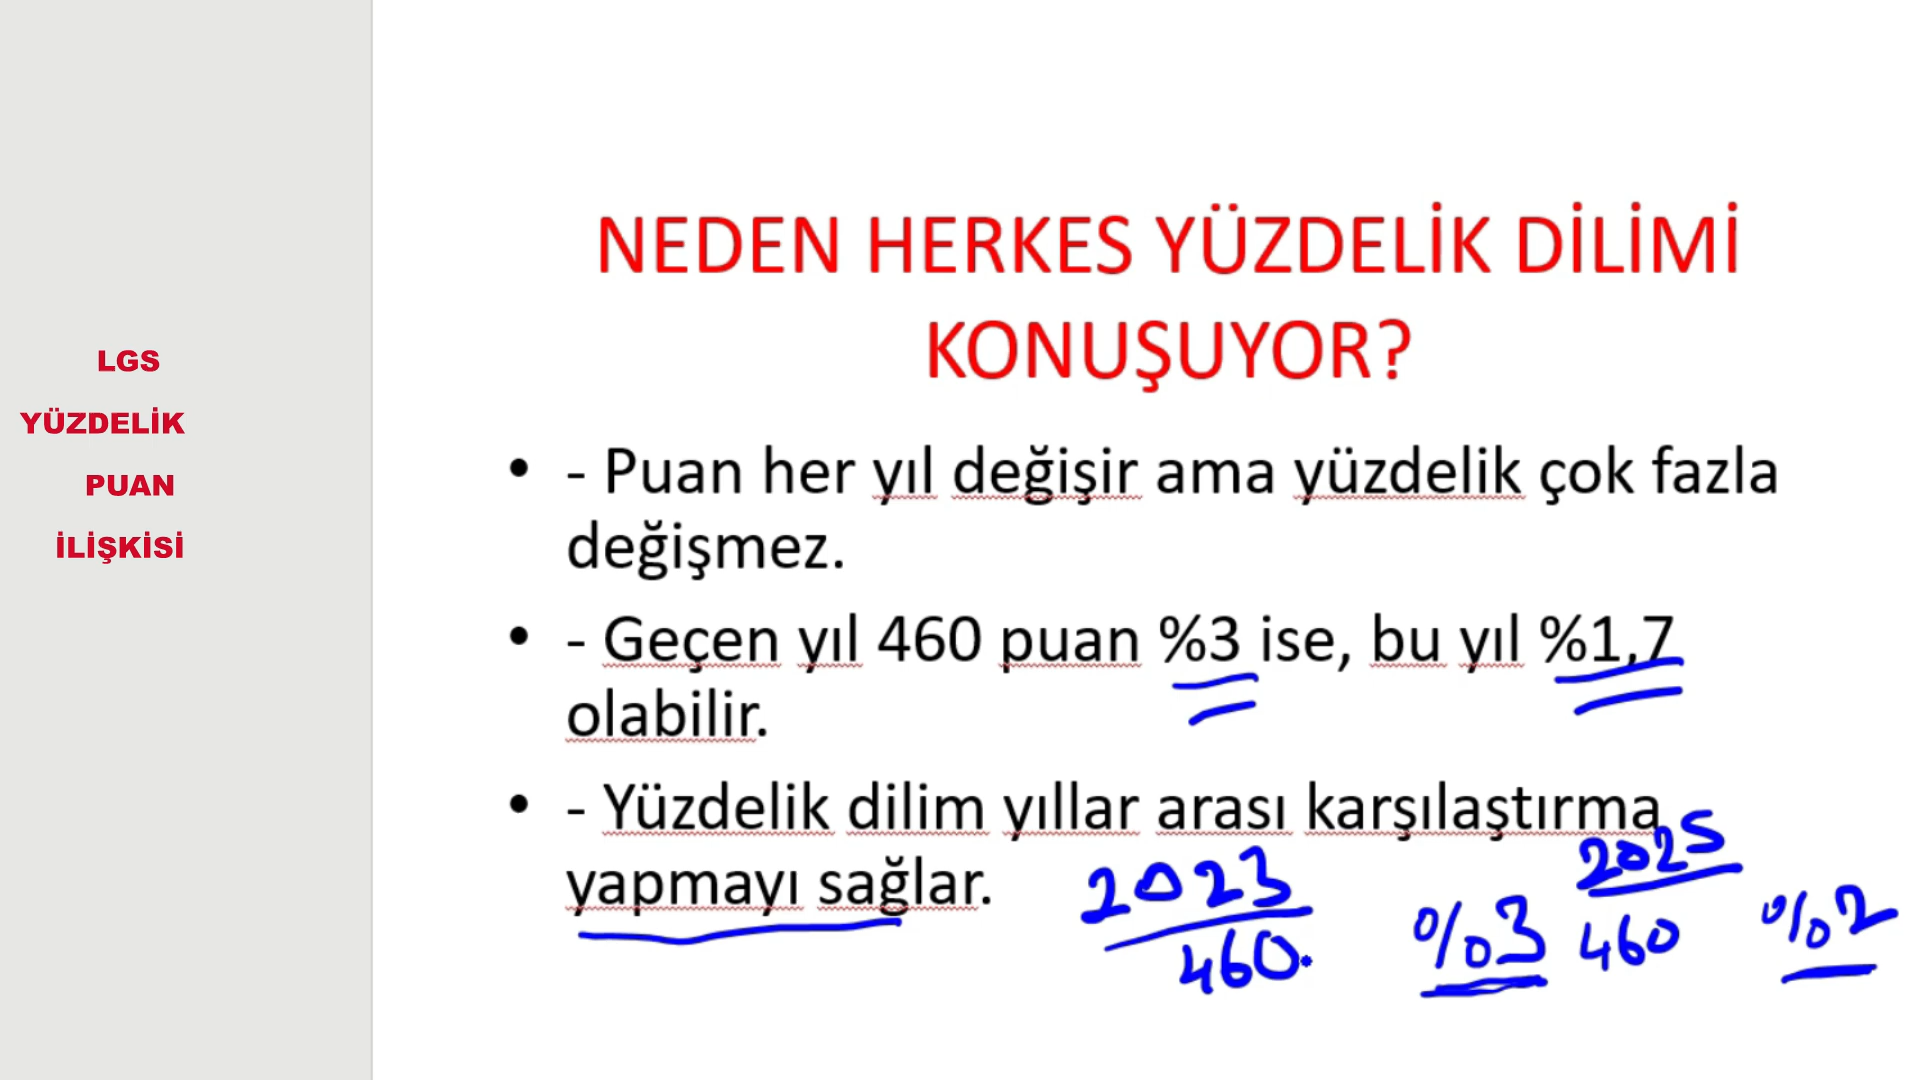 LGS
YÜZDELİK
PUAN
İLİŞKİSİ
NEDEN HERKES YÜZDELİK DİLİMİ
KONUŞUYOR?
• - Puan her yıl değişir ama yüzdelik çok fazla
değişmez.
• - Geçen yıl 460 puan %3 ise, bu yıl %1,7
olabilir.
• - Yüzdelik dilim yıllar arası karşılaştırma
yapmayı sağlar.
2023
460
%3
2025
460
%2